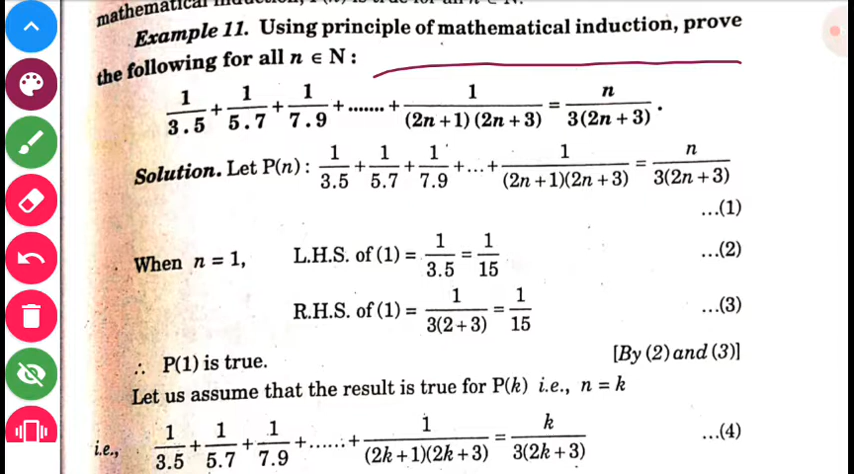 mathematical
Example 11. Using principle of mathematical induction, prove
the following for all n ∈ N :
1/(3.5) + 1/(5.7) + 1/(7.9) + ........ + 1/((2n+1)(2n+3)) = n/(3(2n+3)) .
Solution. Let P(n) : 1/(3.5) + 1/(5.7) + 1/(7.9) + ... + 1/((2n+1)(2n+3)) = n/(3(2n+3))
...(1)
When n = 1, L.H.S. of (1) = 1/(3.5) = 1/15 ...(2)
R.H.S. of (1) = 1/(3(2+3)) = 1/15 ...(3)
∴ P(1) is true. [By (2) and (3)]
Let us assume that the result is true for P(k) i.e., n = k
i.e., 1/(3.5) + 1/(5.7) + 1/(7.9) + ...... + 1/((2k+1)(2k+3)) = k/(3(2k+3)) ...(4)